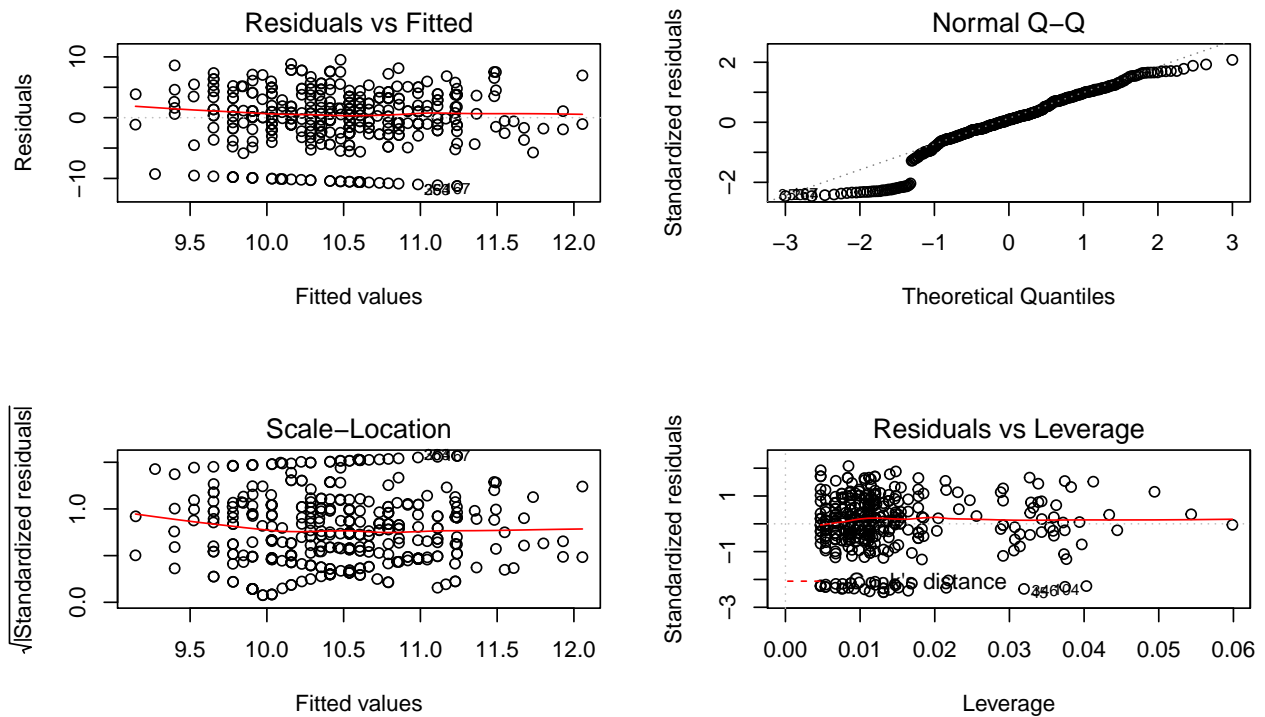 Residuals vs Fitted
Residuals
10
0
−10
9.5 10.0 10.5 11.0 11.5 12.0
Fitted values
Normal Q−Q
Standardized residuals
2
0
−2
−3 −2 −1 0 1 2 3
Theoretical Quantiles
Scale−Location
√|Standardized residuals|
1.0
0.0
9.5 10.0 10.5 11.0 11.5 12.0
Fitted values
Residuals vs Leverage
Standardized residuals
1
−1
−3
Cook's distance
0.00 0.01 0.02 0.03 0.04 0.05 0.06
Leverage